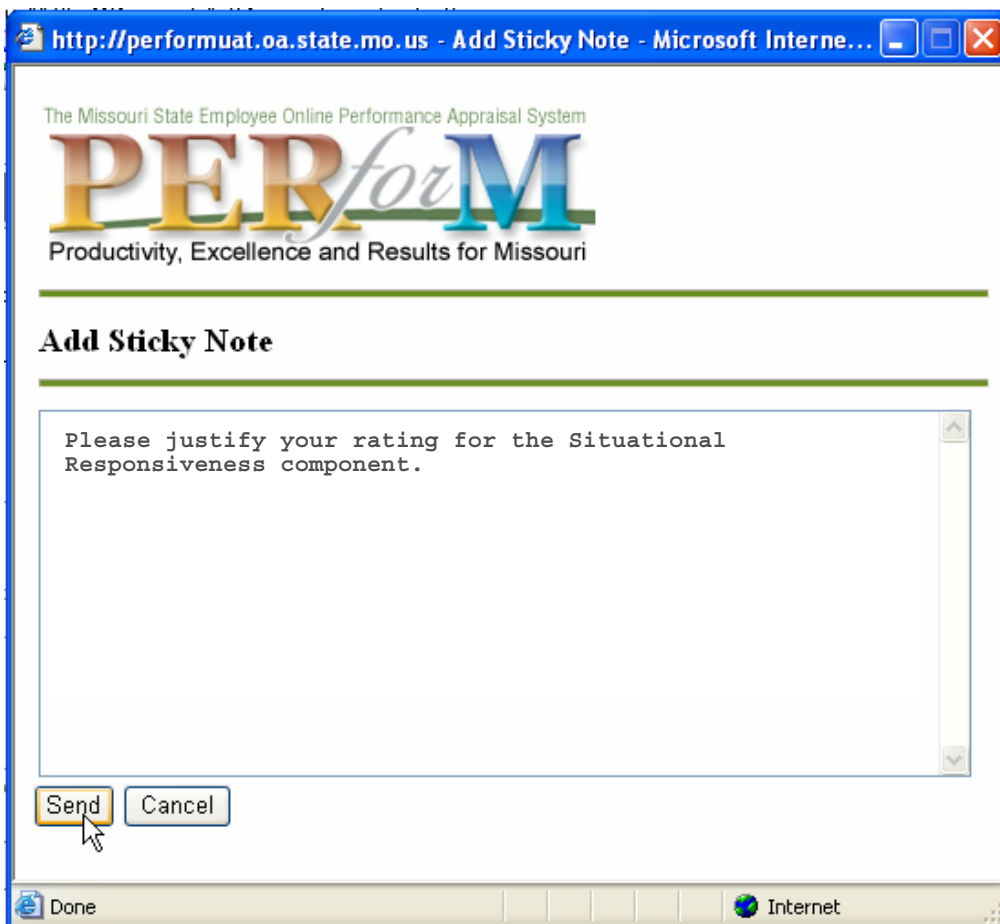 http://performuat.oa.state.mo.us - Add Sticky Note - Microsoft Interne...
The Missouri State Employee Online Performance Appraisal System
PERforM
Productivity, Excellence and Results for Missouri
Add Sticky Note
Please justify your rating for the Situational
Responsiveness component.
Send Cancel
Done Internet